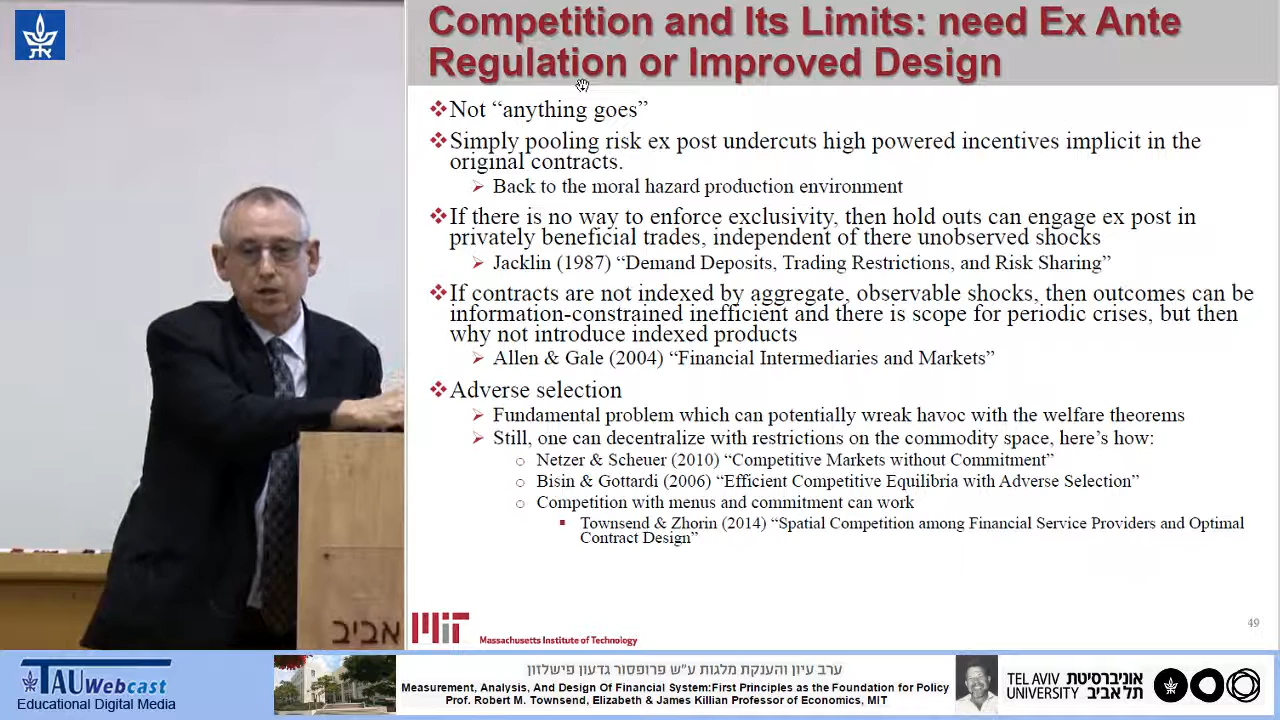 Competition and Its Limits: need Ex Ante
Regulation or Improved Design
Not “anything goes”
Simply pooling risk ex post undercuts high powered incentives implicit in the
original contracts.
Back to the moral hazard production environment
If there is no way to enforce exclusivity, then hold outs can engage ex post in
privately beneficial trades, independent of there unobserved shocks
Jacklin (1987) “Demand Deposits, Trading Restrictions, and Risk Sharing”
If contracts are not indexed by aggregate, observable shocks, then outcomes can be
information-constrained inefficient and there is scope for periodic crises, but then
why not introduce indexed products
Allen & Gale (2004) “Financial Intermediaries and Markets”
Adverse selection
Fundamental problem which can potentially wreak havoc with the welfare theorems
Still, one can decentralize with restrictions on the commodity space, here’s how:
Netzer & Scheuer (2010) “Competitive Markets without Commitment”
Bisin & Gottardi (2006) “Efficient Competitive Equilibria with Adverse Selection”
Competition with menus and commitment can work
Townsend & Zhorin (2014) “Spatial Competition among Financial Service Providers and Optimal
Contract Design”
49
MIT
Massachusetts Institute of Technology
אביב
TAU Webcast
Educational Digital Media
ערב עיון והענקת מלגות ע"ש פרופסור גדעון פישלזון
Measurement, Analysis, And Design Of Financial System:First Principles as the Foundation for Policy
Prof. Robert M. Townsend, Elizabeth & James Killian Professor of Economics, MIT
TEL AVIV אוניברסיטת
UNIVERSITY תל אביב